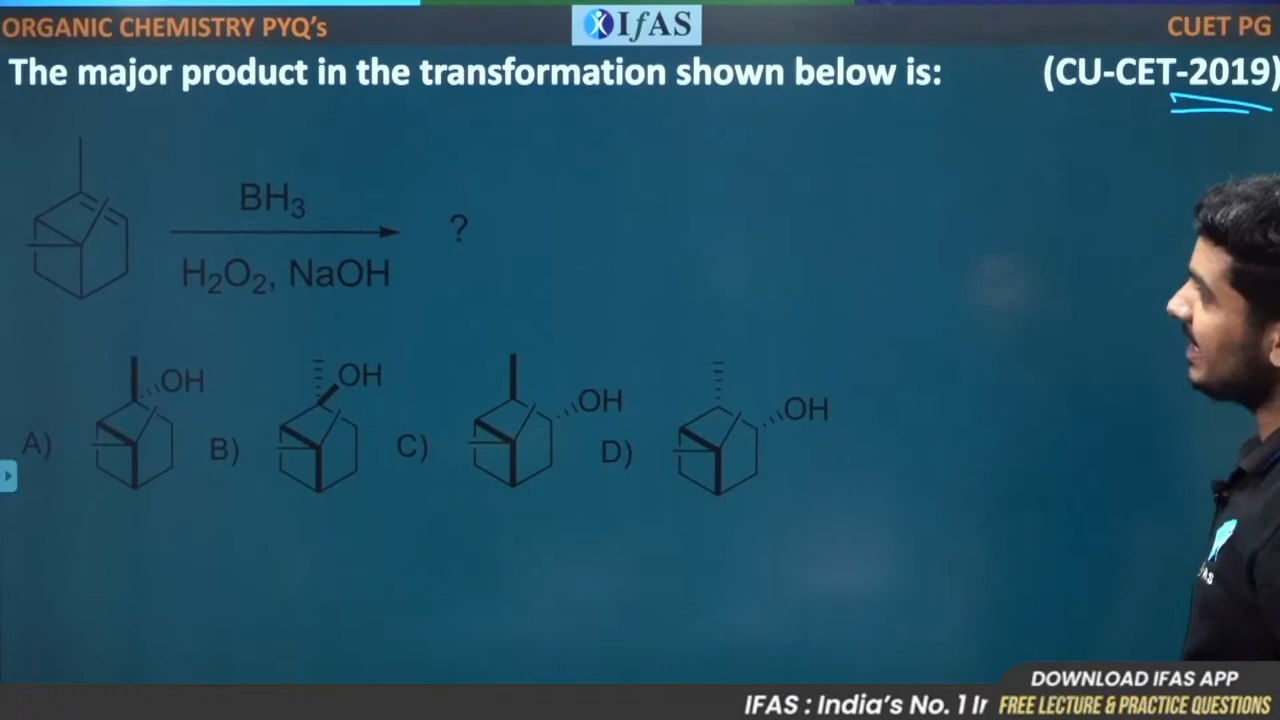 ORGANIC CHEMISTRY PYQ's
IfAS
CUET PG
The major product in the transformation shown below is:
(CU-CET-2019)
BH3
?
H2O2, NaOH
A)
OH
B)
OH
C)
OH
D)
OH
DOWNLOAD IFAS APP
IFAS : India's No. 1 Ir
FREE LECTURE & PRACTICE QUESTIONS